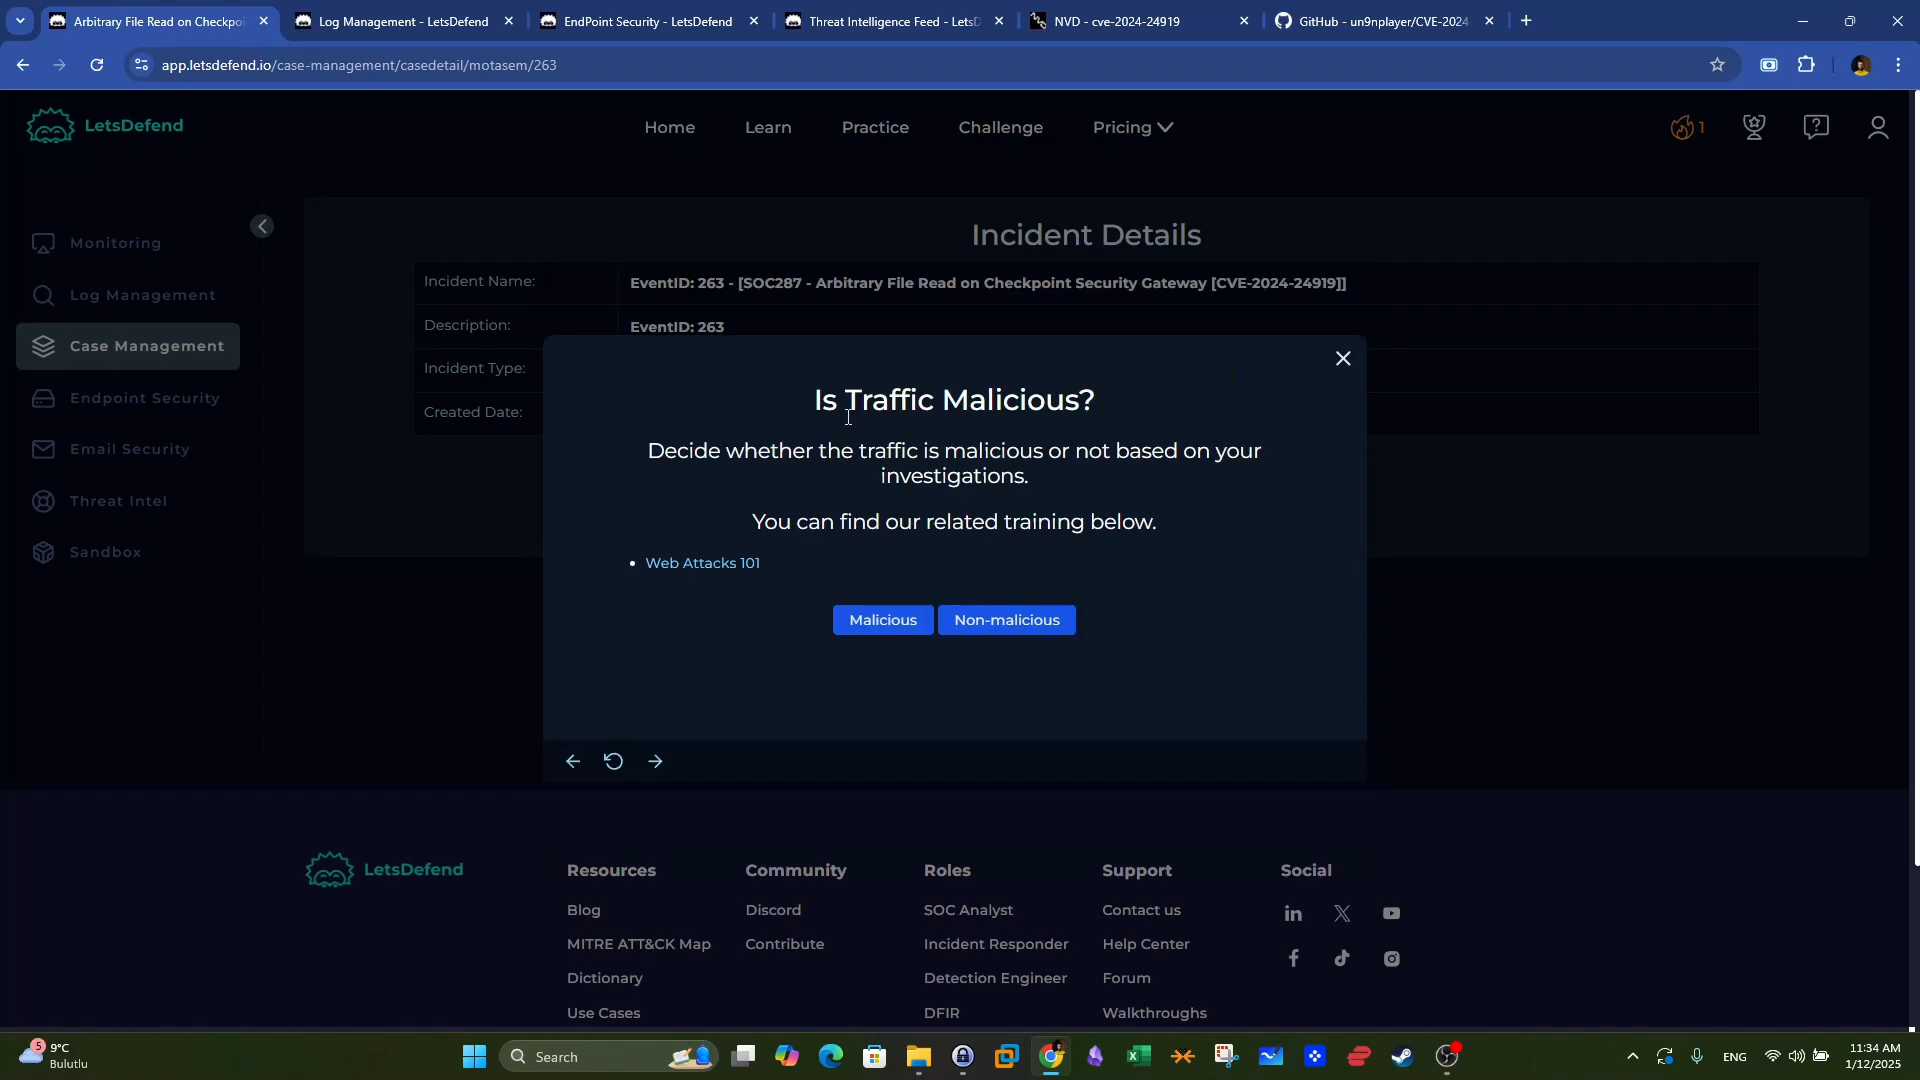 Arbitrary File Read on Checkpoi
Log Management - LetsDefend
EndPoint Security - LetsDefend
Threat Intelligence Feed - LetsD
NVD - cve-2024-24919
GitHub - un9nplayer/CVE-2024
app.letsdefend.io/case-management/casedetail/motasem/263
LetsDefend
Home
Learn
Practice
Challenge
Pricing
1
Monitoring
Log Management
Case Management
Endpoint Security
Email Security
Threat Intel
Sandbox
Incident Details
Incident Name:
EventID: 263 - [SOC287 - Arbitrary File Read on Checkpoint Security Gateway [CVE-2024-24919]]
Description:
EventID: 263
Incident Type:
Created Date:
Is Traffic Malicious?
Decide whether the traffic is malicious or not based on your
investigations.
You can find our related training below.
Web Attacks 101
Malicious
Non-malicious
LetsDefend
Resources
Blog
MITRE ATT&CK Map
Dictionary
Use Cases
Community
Discord
Contribute
Roles
SOC Analyst
Incident Responder
Detection Engineer
DFIR
Support
Contact us
Help Center
Forum
Walkthroughs
Social
5
9°C
Bulutlu
Search
ENG
11:34 AM
1/12/2025